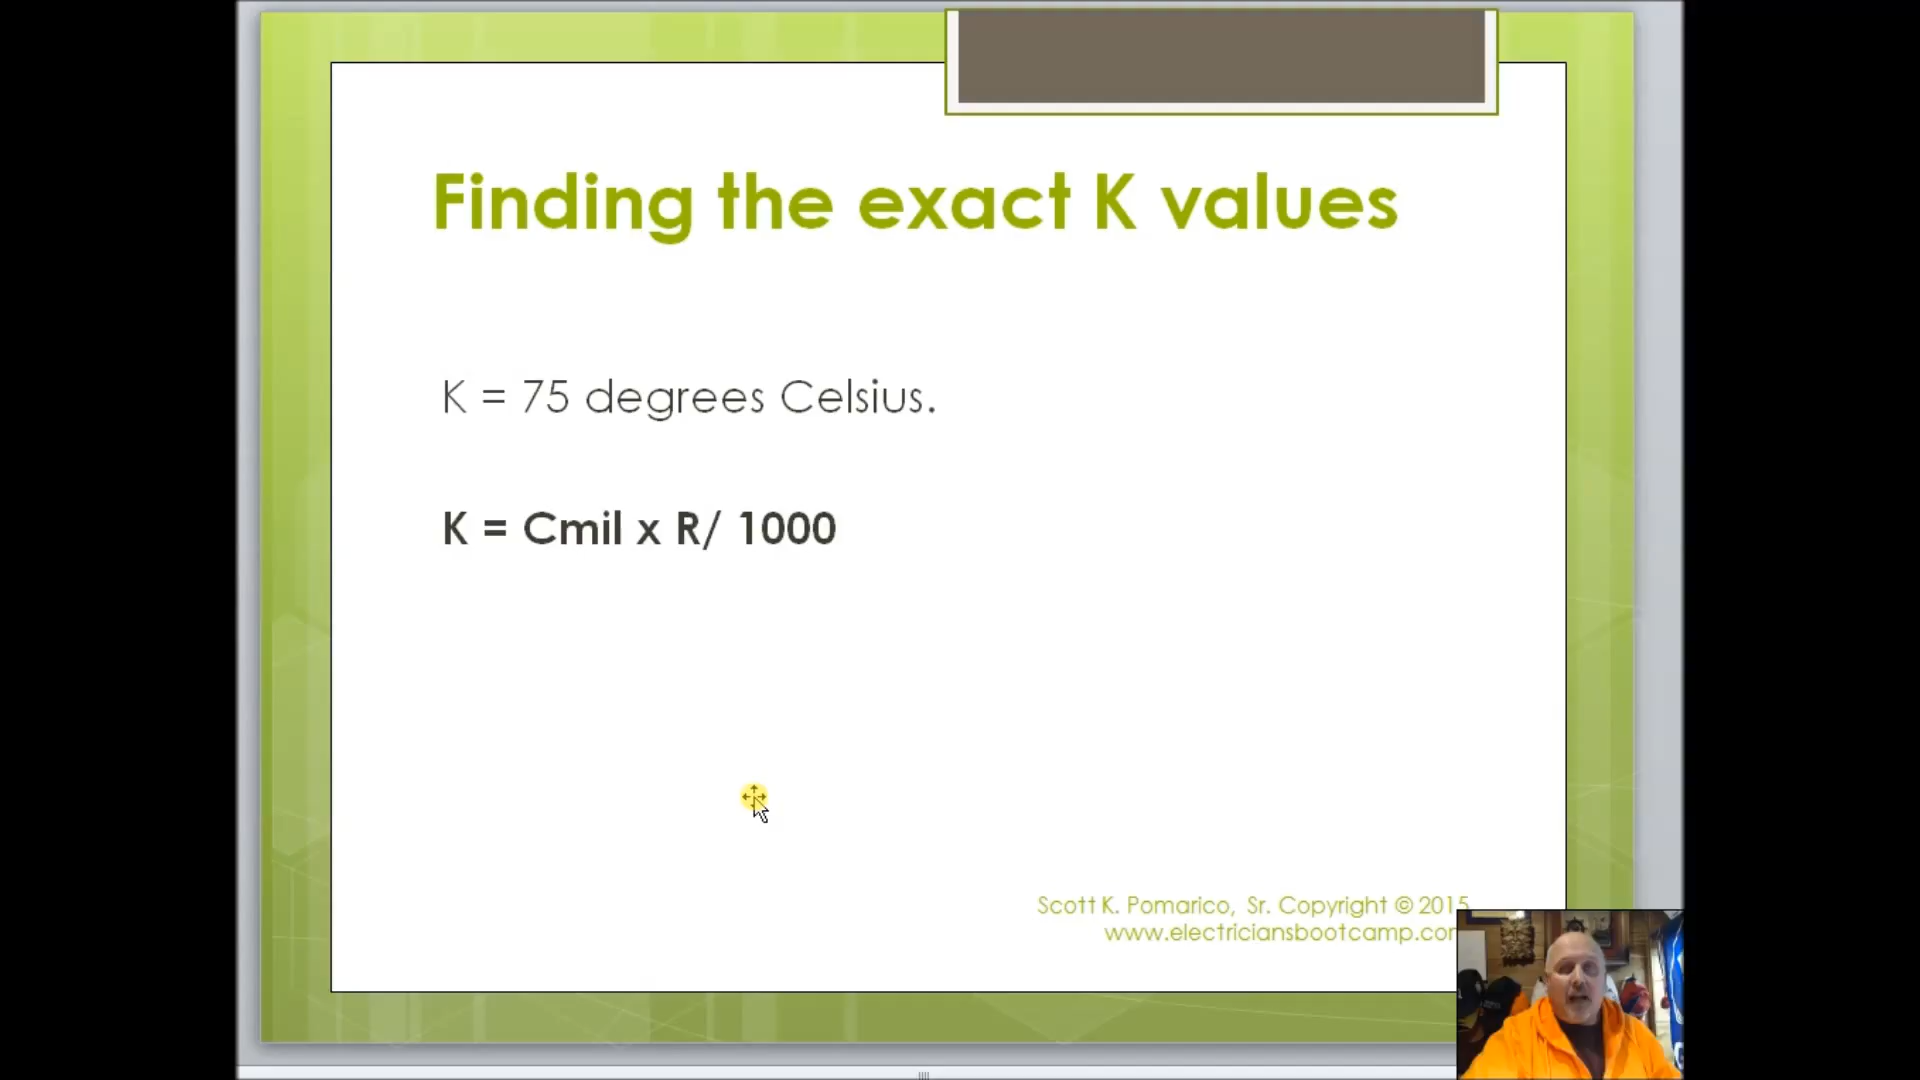 Finding the exact K values
K = 75 degrees Celsius.
K = Cmil x R/ 1000
Scott K. Pomarico, Sr. Copyright © 2015
www.electriciansbootcamp.com